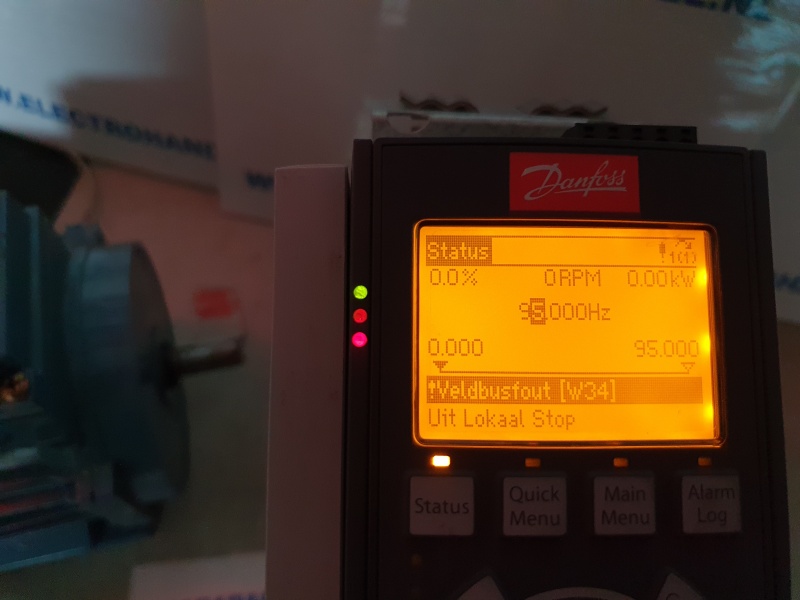 N.ELECTROHAND
W
Danfoss
Status
!1(1)
0.0% 0RPM 0.00kW
95.000Hz
0.000 95.000
!Veldbusfout [W34]
Uit Lokaal Stop
Status
Quick Menu
Main Menu
Alarm Log